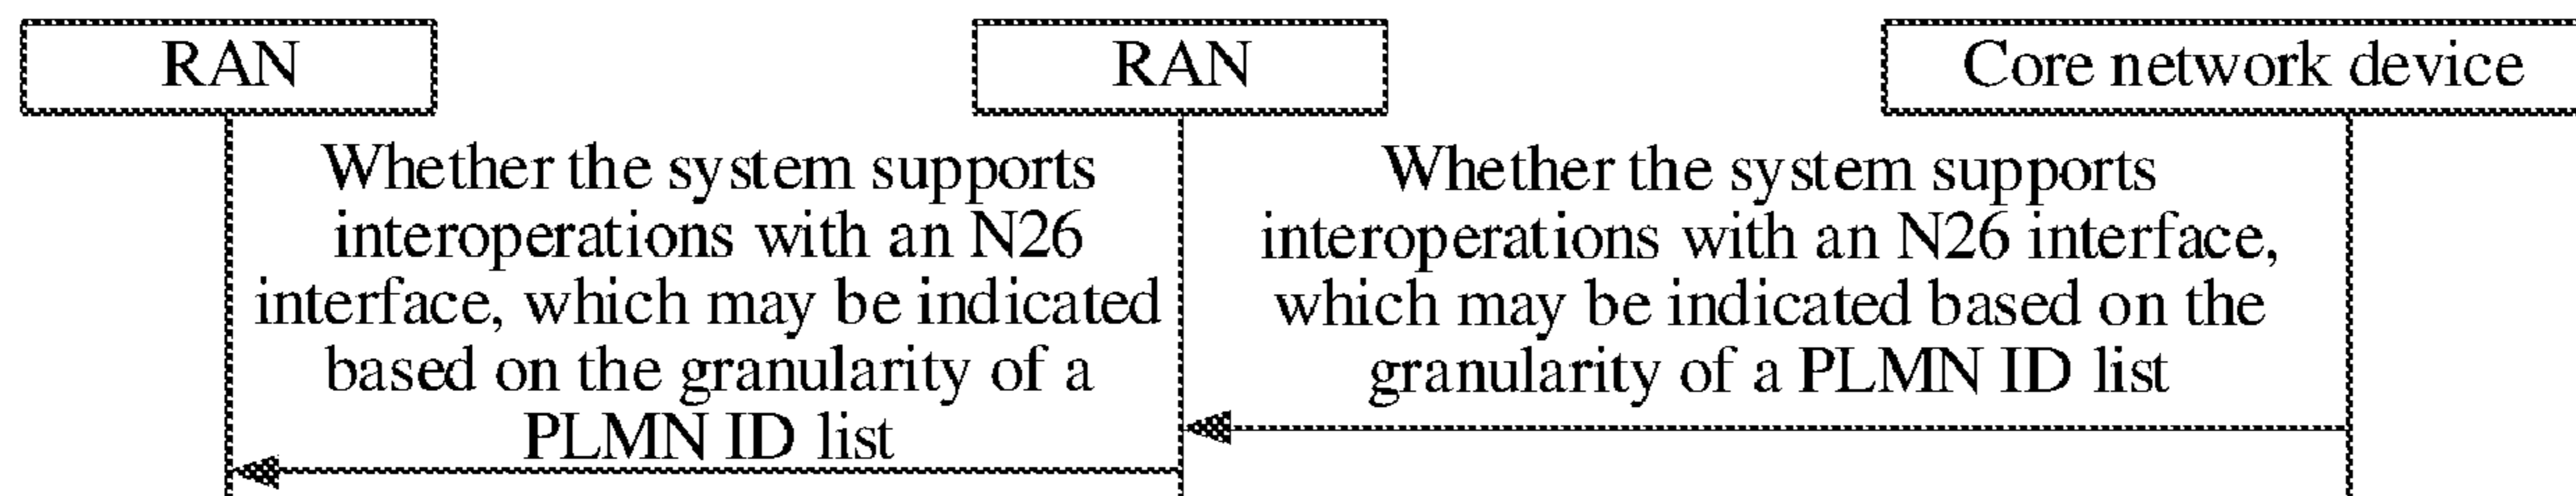 RAN
RAN
Core network device
Whether the system supports
interoperations with an N26
interface, which may be indicated
based on the granularity of a
PLMN ID list
Whether the system supports
interoperations with an N26 interface,
which may be indicated based on the
granularity of a PLMN ID list